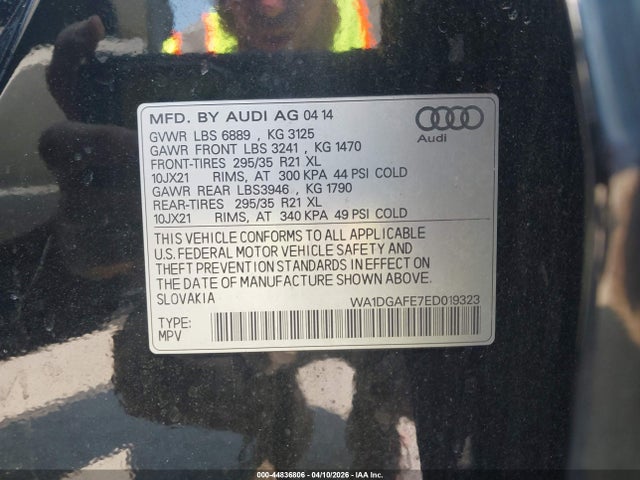 MFD. BY AUDI AG 04 14
GVWR LBS 6889 , KG 3125
GAWR FRONT LBS 3241 , KG 1470
FRONT-TIRES 295/35 R21 XL
10JX21 RIMS, AT 300 KPA 44 PSI COLD
GAWR REAR LBS3946 , KG 1790
REAR-TIRES 295/35 R21 XL
10JX21 RIMS, AT 340 KPA 49 PSI COLD
Audi
THIS VEHICLE CONFORMS TO ALL APPLICABLE
U.S. FEDERAL MOTOR VEHICLE SAFETY AND
THEFT PREVENTION STANDARDS IN EFFECT ON
THE DATE OF MANUFACTURE SHOWN ABOVE.
SLOVAKIA WA1DGAFE7ED019323
TYPE:
MPV
000-44836806 - 04/10/2026 - IAA Inc.